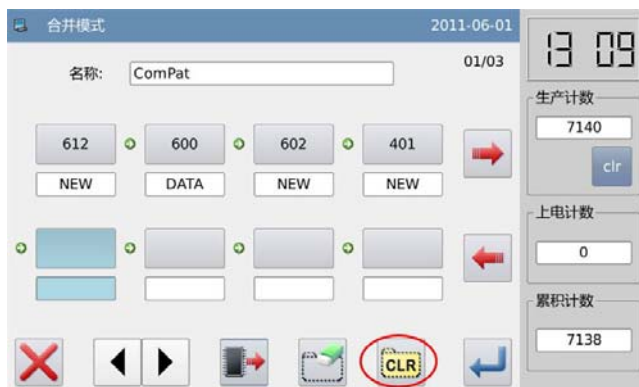 合并模式 2011-06-01
13 09
01/03
名称: ComPat
生产计数
7140
clr
612 600 602 401
NEW DATA NEW NEW
上电计数
0
累积计数
7138
CLR